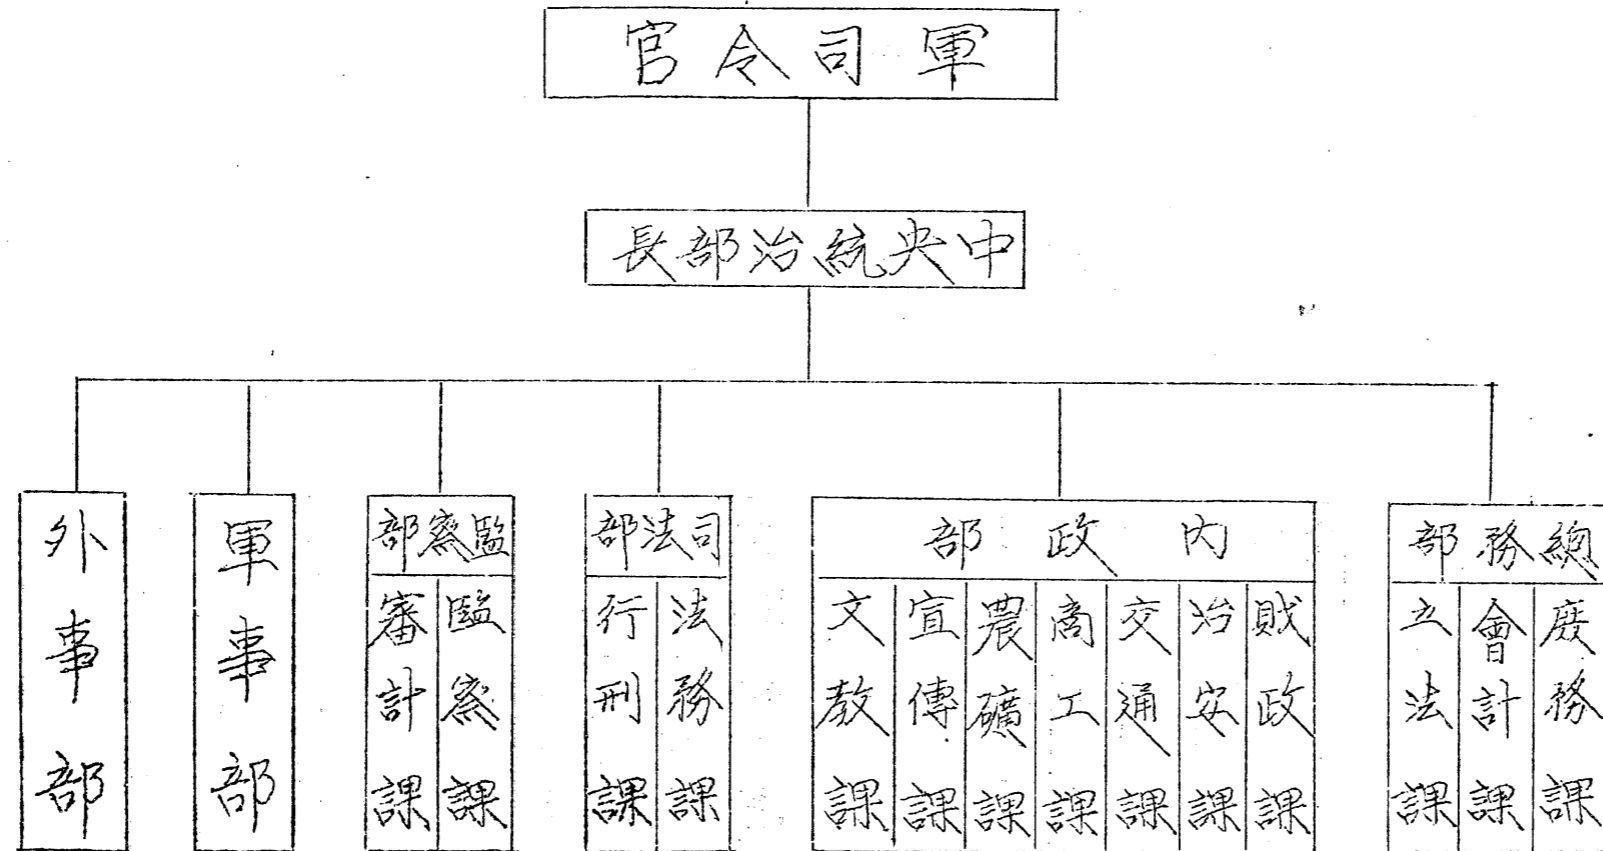 軍司令官
中央統治部長
總務部
庶務課
會計課
立法課
內政部
財政課
治安課
交通課
商工課
農礦課
宣傳課
文教課
司法部
法務課
行刑課
監察部
監察課
審計課
軍事部
外事部